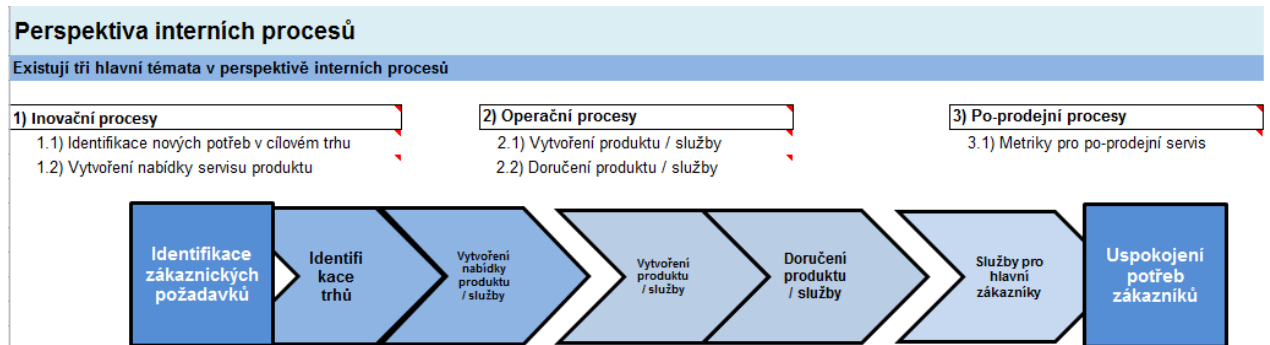 Perspektiva interních procesů
Existují tři hlavní témata v perspektivě interních procesů
1) Inovační procesy
1.1) Identifikace nových potřeb v cílovém trhu
1.2) Vytvoření nabídky servisu produktu
2) Operační procesy
2.1) Vytvoření produktu / služby
2.2) Doručení produktu / služby
3) Po-prodejní procesy
3.1) Metriky pro po-prodejní servis
Identifikace
zákaznických
požadavků
Identifi
kace
trhů
Vytvoření
nabídky
produktu
/ služby
Vytvoření
produktu
/ služby
Doručení
produktu
/ služby
Služby pro
hlavní
zákazníky
Uspokojení
potřeb
zákazníků